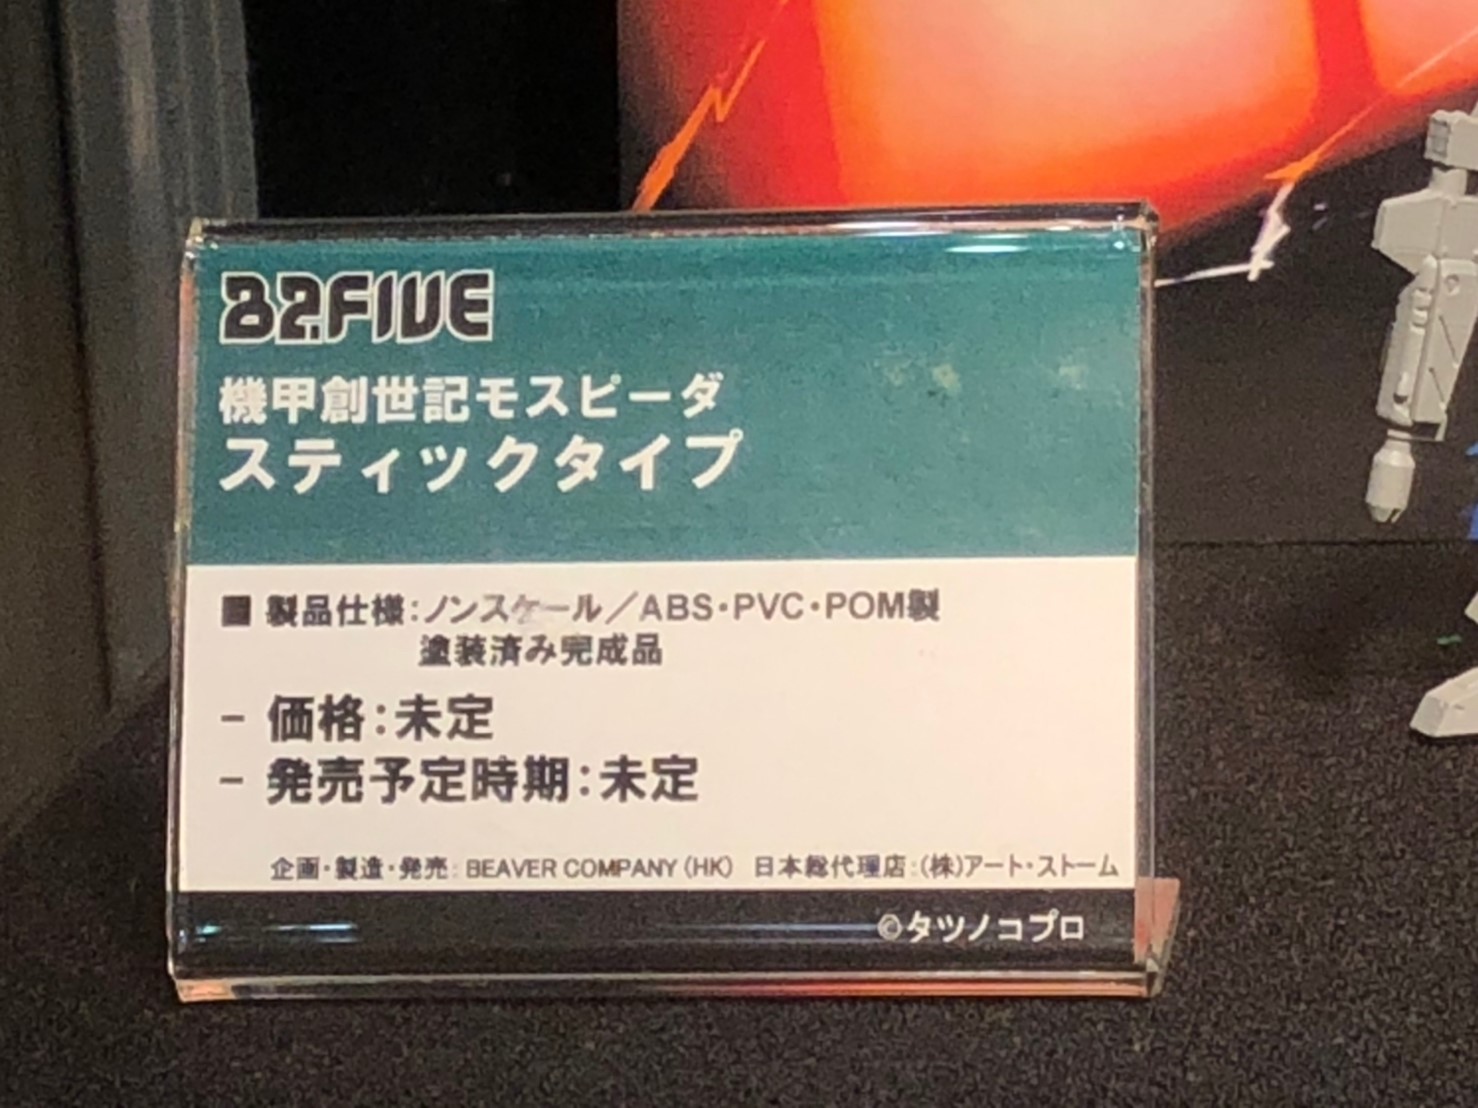 B2FIVE
機甲創世記モスピーダ
スティックタイプ
■ 製品仕様:ノンスケール/ABS・PVC・POM製
塗装済み完成品
- 価格:未定
- 発売予定時期:未定
企画・製造・発売: BEAVER COMPANY (HK) 日本総代理店:(株)アート・ストーム
©タツノコプロ